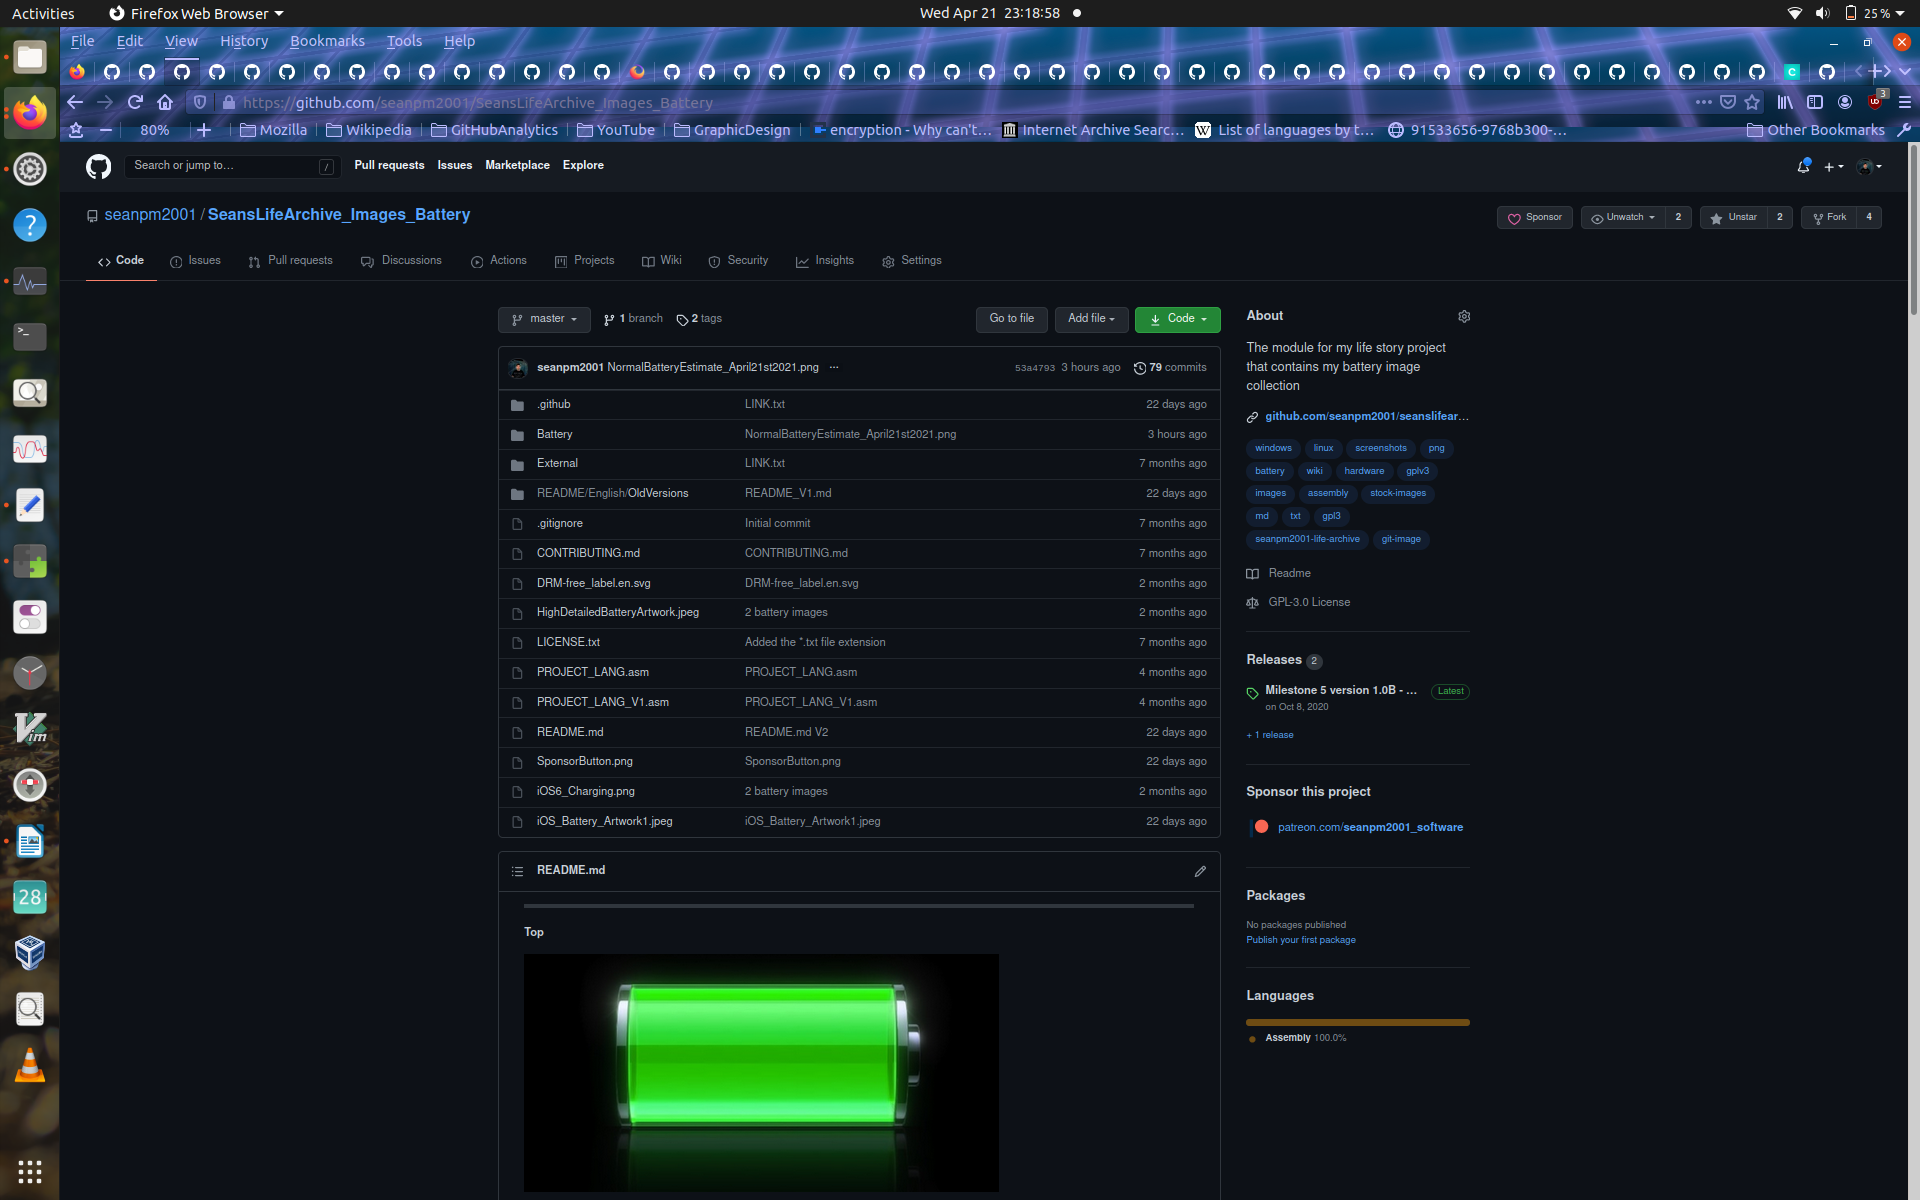 Activities
Firefox Web Browser
Wed Apr 21 23:18:58
25 %
File Edit View History Bookmarks Tools Help
https://github.com/seanpm2001/SeansLifeArchive_Images_Battery
3
80%
Mozilla
Wikipedia
GitHubAnalytics
YouTube
GraphicDesign
encryption - Why can't…
Internet Archive Searc…
List of languages by t…
91533656-9768b300-…
Other Bookmarks
Search or jump to…
/
Pull requests Issues Marketplace Explore
seanpm2001 / SeansLifeArchive_Images_Battery
Sponsor
Unwatch 2
Unstar 2
Fork 4
Code Issues Pull requests Discussions Actions Projects Wiki Security Insights Settings
master 1 branch 2 tags
Go to file Add file Code
seanpm2001 NormalBatteryEstimate_April21st2021.png … 53a4793 3 hours ago 79 commits
.github LINK.txt 22 days ago
Battery NormalBatteryEstimate_April21st2021.png 3 hours ago
External LINK.txt 7 months ago
README/English/OldVersions README_V1.md 22 days ago
.gitignore Initial commit 7 months ago
CONTRIBUTING.md CONTRIBUTING.md 7 months ago
DRM-free_label.en.svg DRM-free_label.en.svg 2 months ago
HighDetailedBatteryArtwork.jpeg 2 battery images 2 months ago
LICENSE.txt Added the *.txt file extension 7 months ago
PROJECT_LANG.asm PROJECT_LANG.asm 4 months ago
PROJECT_LANG_V1.asm PROJECT_LANG_V1.asm 4 months ago
README.md README.md V2 22 days ago
SponsorButton.png SponsorButton.png 22 days ago
iOS6_Charging.png 2 battery images 2 months ago
iOS_Battery_Artwork1.jpeg iOS_Battery_Artwork1.jpeg 22 days ago
README.md
Top
About
The module for my life story project
that contains my battery image
collection
github.com/seanpm2001/seanslifear…
windows linux screenshots png
battery wiki hardware gplv3
images assembly stock-images
md txt gpl3
seanpm2001-life-archive git-image
Readme
GPL-3.0 License
Releases 2
Milestone 5 version 1.0B - … Latest
on Oct 8, 2020
+ 1 release
Sponsor this project
patreon.com/seanpm2001_software
Packages
No packages published
Publish your first package
Languages
Assembly 100.0%
?
>_
Vim
28